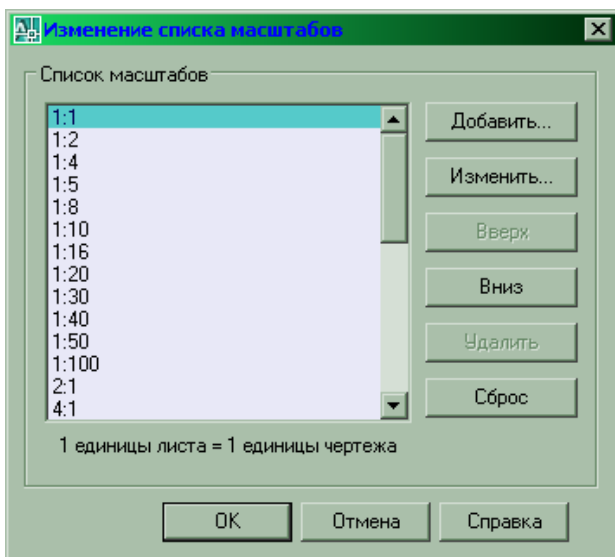 Изменение списка масштабов
Список масштабов
1:1
1:2
1:4
1:5
1:8
1:10
1:16
1:20
1:30
1:40
1:50
1:100
2:1
4:1
Добавить...
Изменить...
Вверх
Вниз
Удалить
Сброс
1 единицы листа = 1 единицы чертежа
OK
Отмена
Справка